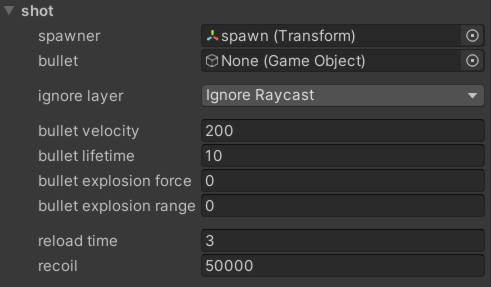 shot
spawner spawn (Transform)
bullet None (Game Object)
ignore layer Ignore Raycast
bullet velocity 200
bullet lifetime 10
bullet explosion force 0
bullet explosion range 0
reload time 3
recoil 50000